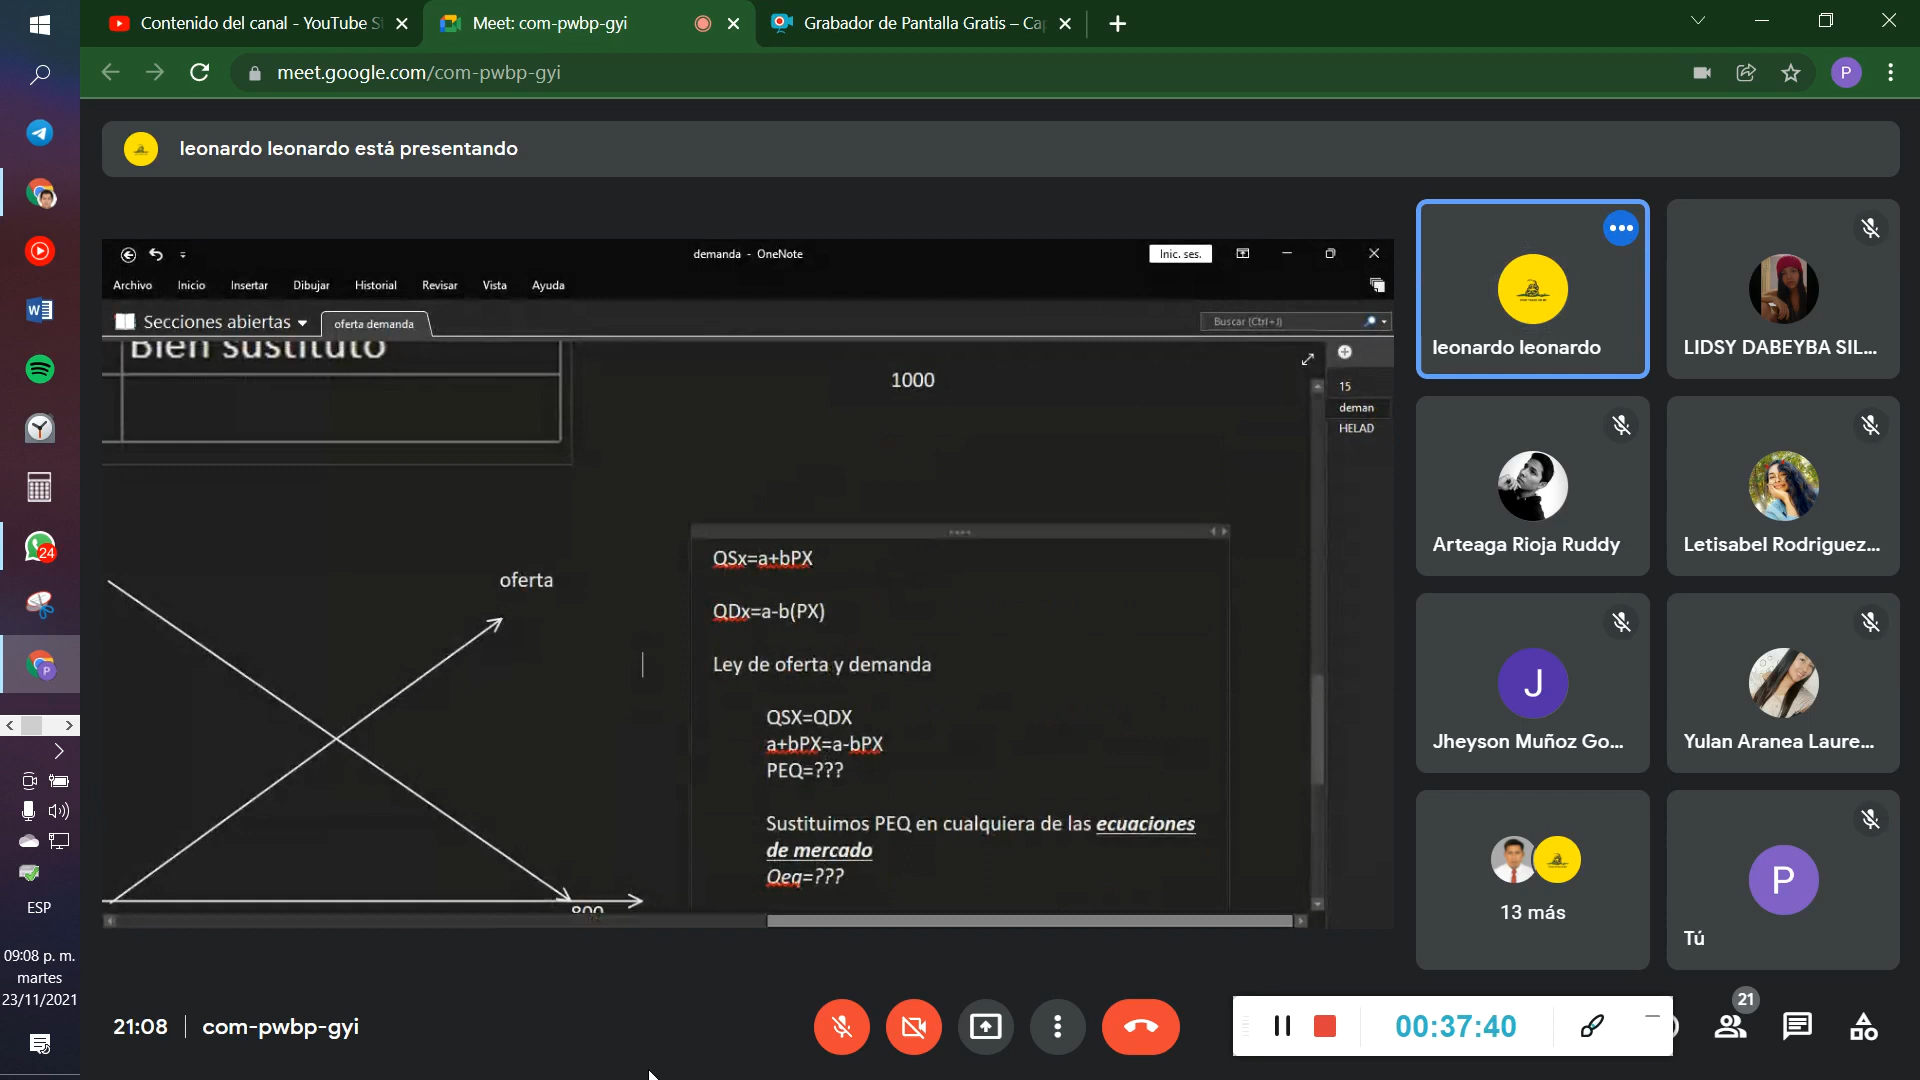 Contenido del canal - YouTube S
Meet: com-pwbp-gyi
Grabador de Pantalla Gratis – Ca
meet.google.com/com-pwbp-gyi
P
leonardo leonardo está presentando
demanda - OneNote
Inic. ses.
Archivo Inicio Insertar Dibujar Historial Revisar Vista Ayuda
Secciones abiertas
oferta demanda
Buscar (Ctrl+J)
Bien sustituto
1000
15
deman
HELAD
oferta
800
QSx=a+bPX
QDx=a-b(PX)
Ley de oferta y demanda
QSX=QDX
a+bPX=a-bPX
PEQ=???
Sustituimos PEQ en cualquiera de las ecuaciones
de mercado
Qeq=???
leonardo leonardo
LIDSY DABEYBA SIL...
Arteaga Rioja Ruddy
Letisabel Rodriguez...
J
Jheyson Muñoz Go...
Yulan Aranea Laure...
13 más
P
Tú
24
P
ESP
09:08 p. m.
martes
23/11/2021
21:08
com-pwbp-gyi
00:37:40
21